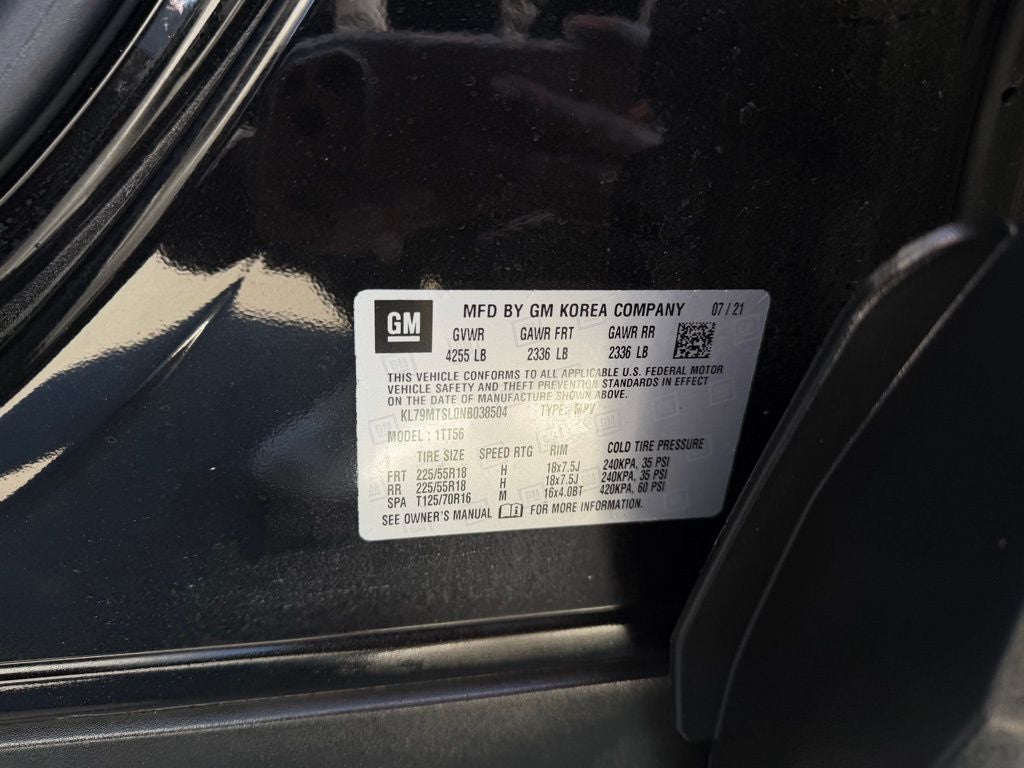 GM
MFD BY GM KOREA COMPANY 07 / 21
GVWR GAWR FRT GAWR RR
4255 LB 2336 LB 2336 LB
THIS VEHICLE CONFORMS TO ALL APPLICABLE U.S. FEDERAL MOTOR
VEHICLE SAFETY AND THEFT PREVENTION STANDARDS IN EFFECT
ON THE DATE OF MANUFACTURE SHOWN ABOVE.
KL79MTSL0NB038504 TYPE: MPV
MODEL : 1TT56
TIRE SIZE SPEED RTG RIM COLD TIRE PRESSURE
FRT 225/55R18 H 18x7.5J 240KPA, 35 PSI
RR 225/55R18 H 18x7.5J 240KPA, 35 PSI
SPA T125/70R16 M 16x4.0BT 420KPA, 60 PSI
SEE OWNER'S MANUAL FOR MORE INFORMATION.